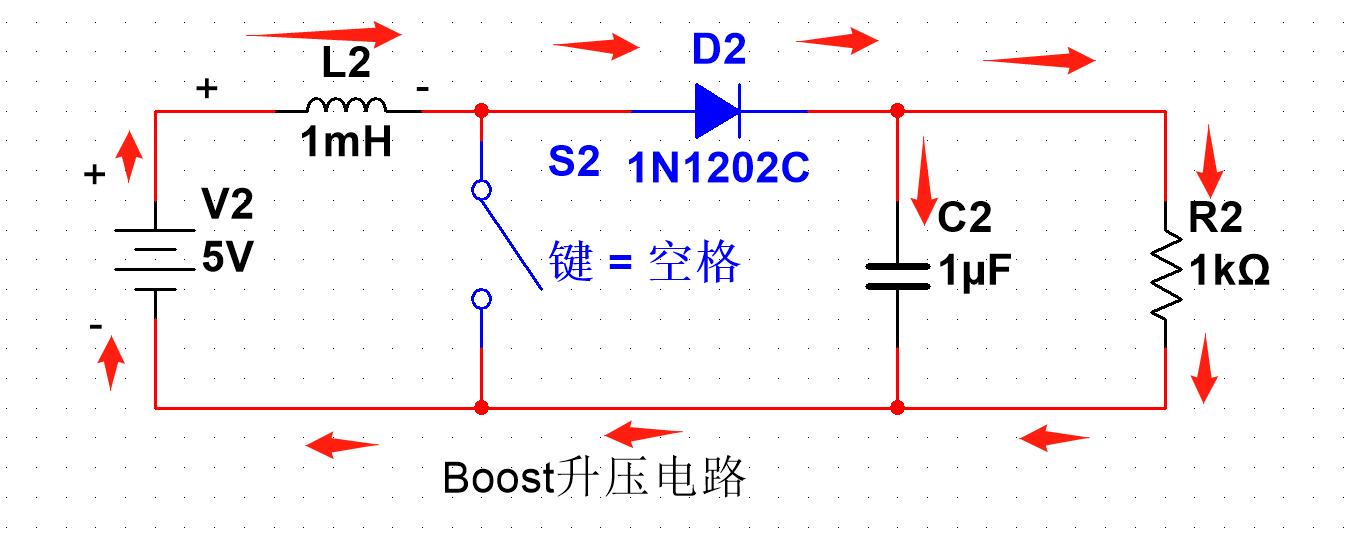 D2
L2
+ -
1mH
S2 1N1202C
+
V2
5V
C2
R2
键 = 空格
1µF
1kΩ
-
Boost升压电路